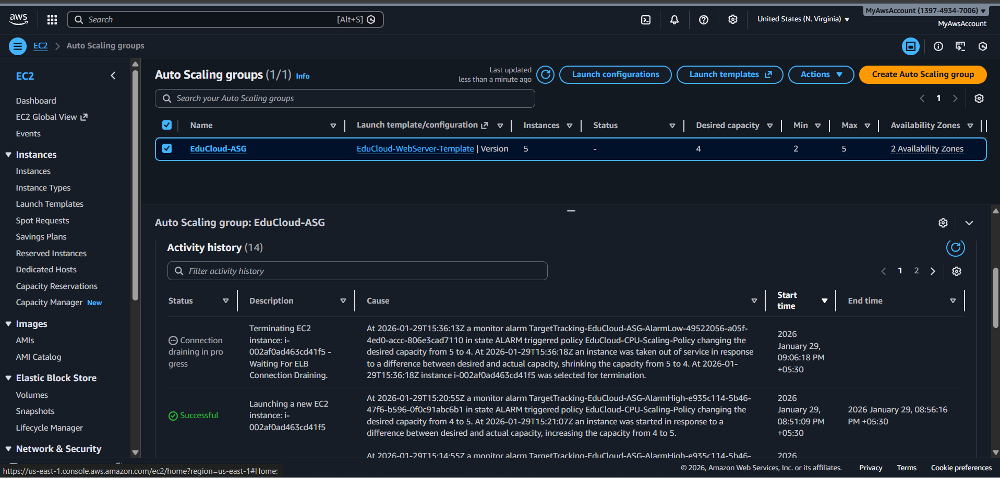 aws
Search
[Alt+S]
United States (N. Virginia)
MyAwsAccount (1397-4934-7006)
MyAwsAccount
EC2
Auto Scaling groups
EC2
Dashboard
EC2 Global View
Events
Instances
Instances
Instance Types
Launch Templates
Spot Requests
Savings Plans
Reserved Instances
Dedicated Hosts
Capacity Reservations
Capacity Manager New
Images
AMIs
AMI Catalog
Elastic Block Store
Volumes
Snapshots
Lifecycle Manager
Network & Security
Auto Scaling groups (1/1) Info
Last updated
less than a minute ago
Launch configurations
Launch templates
Actions
Create Auto Scaling group
Search your Auto Scaling groups
1
Name
Launch template/configuration
Instances
Status
Desired capacity
Min
Max
Availability Zones
EduCloud-ASG
EduCloud-WebServer-Template | Version
5
-
4
2
5
2 Availability Zones
Auto Scaling group: EduCloud-ASG
Activity history (14)
Filter activity history
1
2
Status
Description
Cause
Start
time
End time
Connection
draining in pro
gress
Terminating EC2
instance: i-
002af0ad463cd41f5 -
Waiting For ELB
Connection Draining.
At 2026-01-29T15:36:13Z a monitor alarm TargetTracking-EduCloud-ASG-AlarmLow-49522056-a05f-
4ed0-accc-806e3cad7110 in state ALARM triggered policy EduCloud-CPU-Scaling-Policy changing the
desired capacity from 5 to 4. At 2026-01-29T15:36:18Z an instance was taken out of service in response
to a difference between desired and actual capacity, shrinking the capacity from 5 to 4. At 2026-01-
29T15:36:18Z instance i-002af0ad463cd41f5 was selected for termination.
2026
January 29,
09:06:18 PM
+05:30
Successful
Launching a new EC2
instance: i-
002af0ad463cd41f5
At 2026-01-29T15:20:55Z a monitor alarm TargetTracking-EduCloud-ASG-AlarmHigh-e935c114-5b46-
47f6-b596-0f0c91abc6b1 in state ALARM triggered policy EduCloud-CPU-Scaling-Policy changing the
desired capacity from 4 to 5. At 2026-01-29T15:21:07Z an instance was started in response to a
difference between desired and actual capacity, increasing the capacity from 4 to 5.
2026
January 29,
08:51:09 PM
+05:30
2026 January 29, 08:56:16
PM +05:30
At 2026-01-29T15:14:55Z a monitor alarm TargetTracking-EduCloud-ASG-AlarmHigh-e935c114-5b46-
2026
https://us-east-1.console.aws.amazon.com/ec2/home?region=us-east-1#Home:
© 2026, Amazon Web Services, Inc. or its affiliates.
Privacy
Terms
Cookie preferences